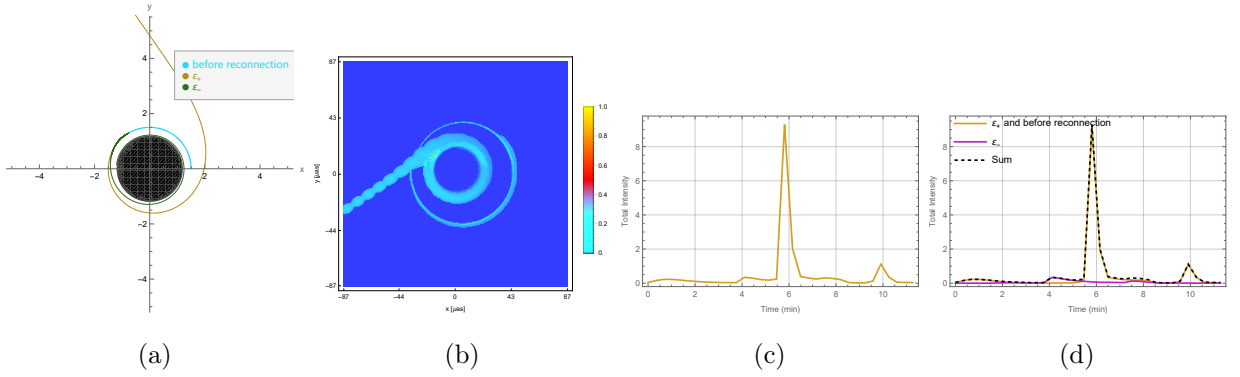 y
4
2
−4
−2
2
4
x
−2
−4
before reconnection
ε₊
ε₋
(a)
87
43
0
−44
−87
y [μas]
−87
−44
0
43
87
x [μas]
1.0
0.8
0.6
0.4
0.2
0
(b)
Total Intensity
8
6
4
2
0
0
2
4
6
8
10
Time (min)
(c)
ε₊ and before reconnection
ε₋
Sum
Total Intensity
8
6
4
2
0
0
2
4
6
8
10
Time (min)
(d)